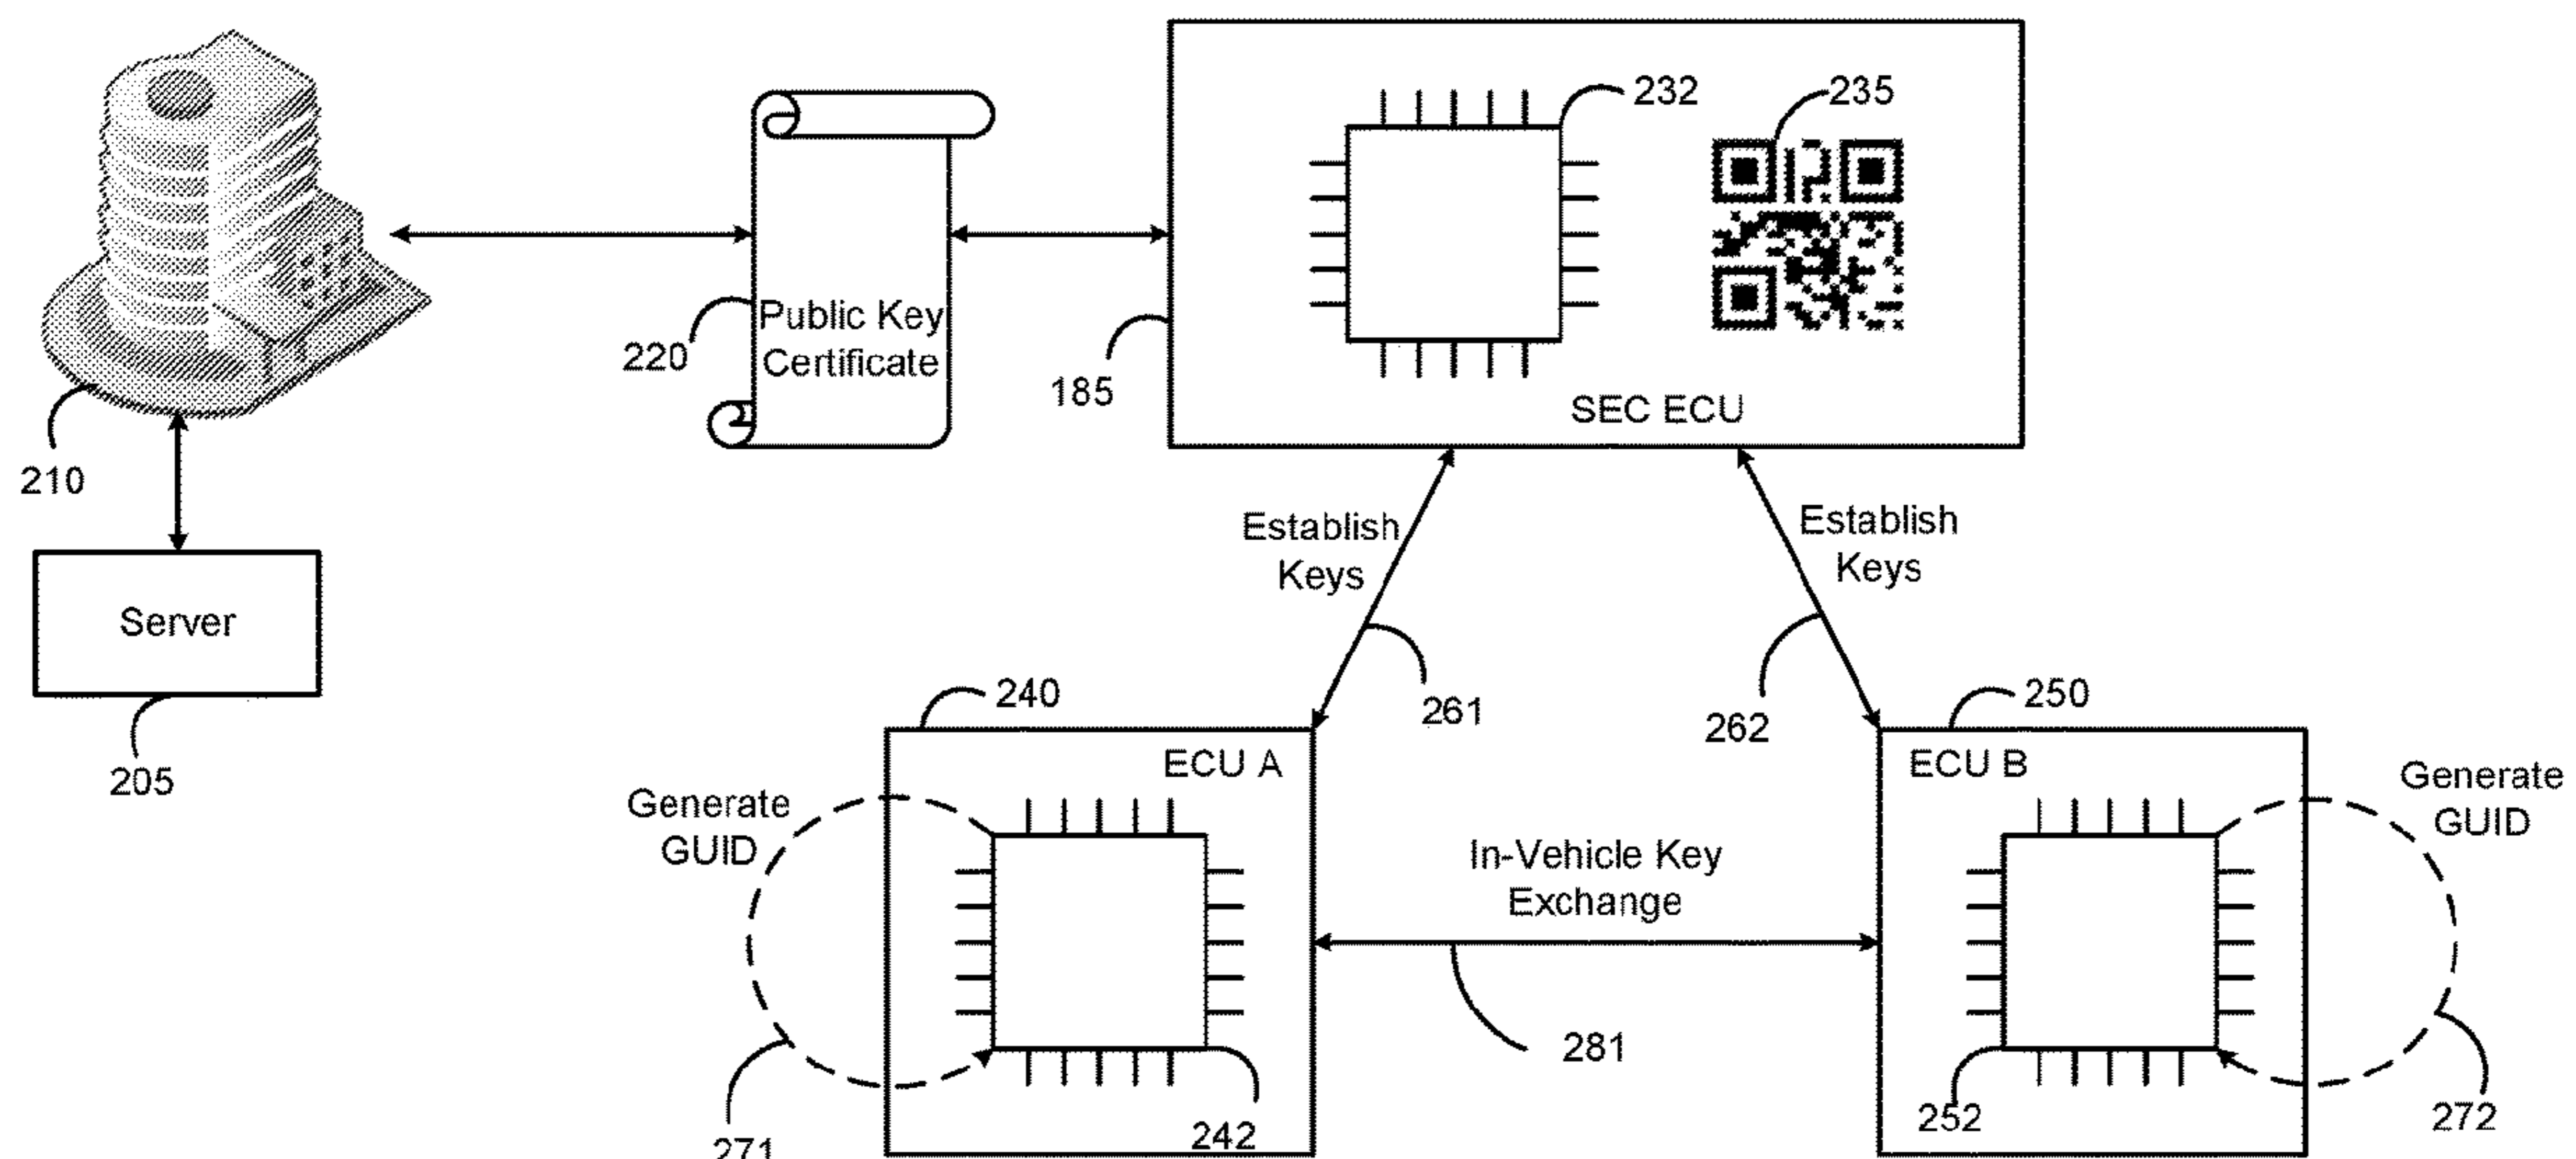 232
235
Public Key
Certificate
220
185
SEC ECU
210
Establish
Keys
Establish
Keys
Server
205
261
262
240
ECU A
250
ECU B
Generate
GUID
Generate
GUID
In-Vehicle Key
Exchange
281
271
242
252
272